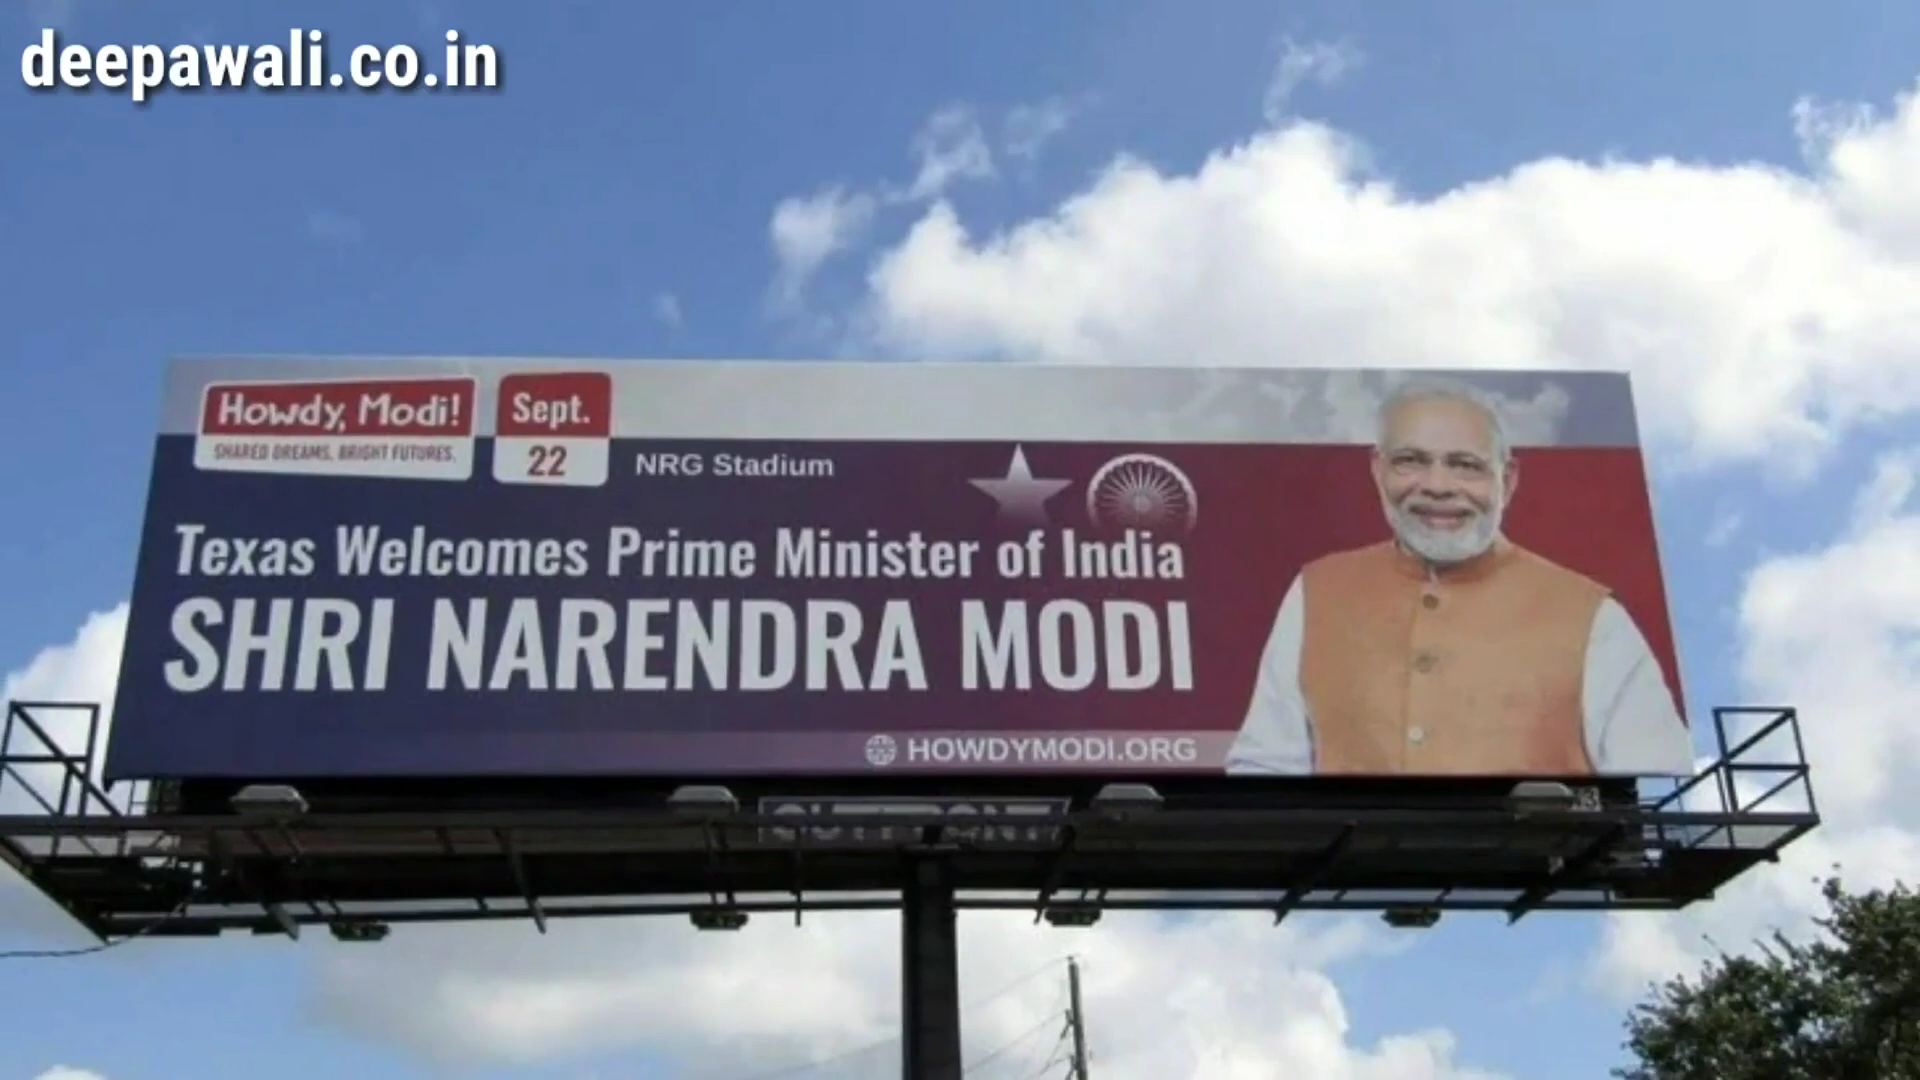 deepawali.co.in
Howdy, Modi!
SHARED DREAMS. BRIGHT FUTURES.
Sept.
22
NRG Stadium
Texas Welcomes Prime Minister of India
SHRI NARENDRA MODI
HOWDYMODI.ORG
OUTFRONT/